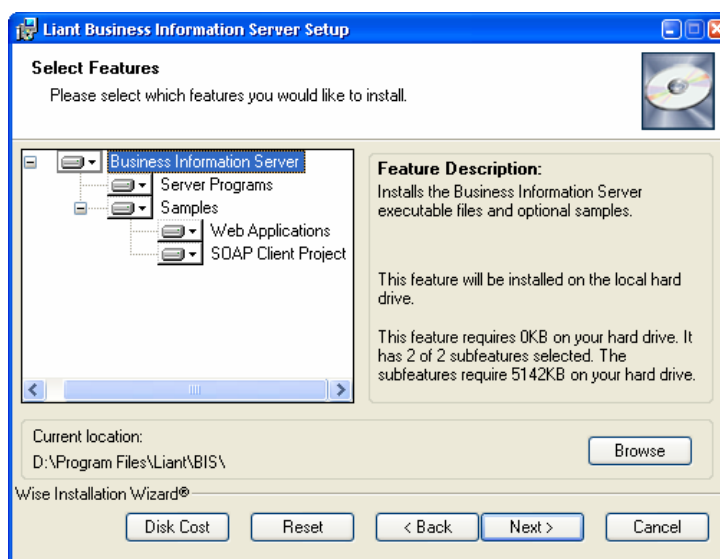 Liant Business Information Server Setup
Select Features
Please select which features you would like to install.
Business Information Server
Server Programs
Samples
Web Applications
SOAP Client Project
Feature Description:
Installs the Business Information Server
executable files and optional samples.
This feature will be installed on the local hard
drive.
This feature requires 0KB on your hard drive. It
has 2 of 2 subfeatures selected. The
subfeatures require 5142KB on your hard drive.
Current location:
D:\Program Files\Liant\BIS\
Browse
Wise Installation Wizard®
Disk Cost
Reset
< Back
Next >
Cancel